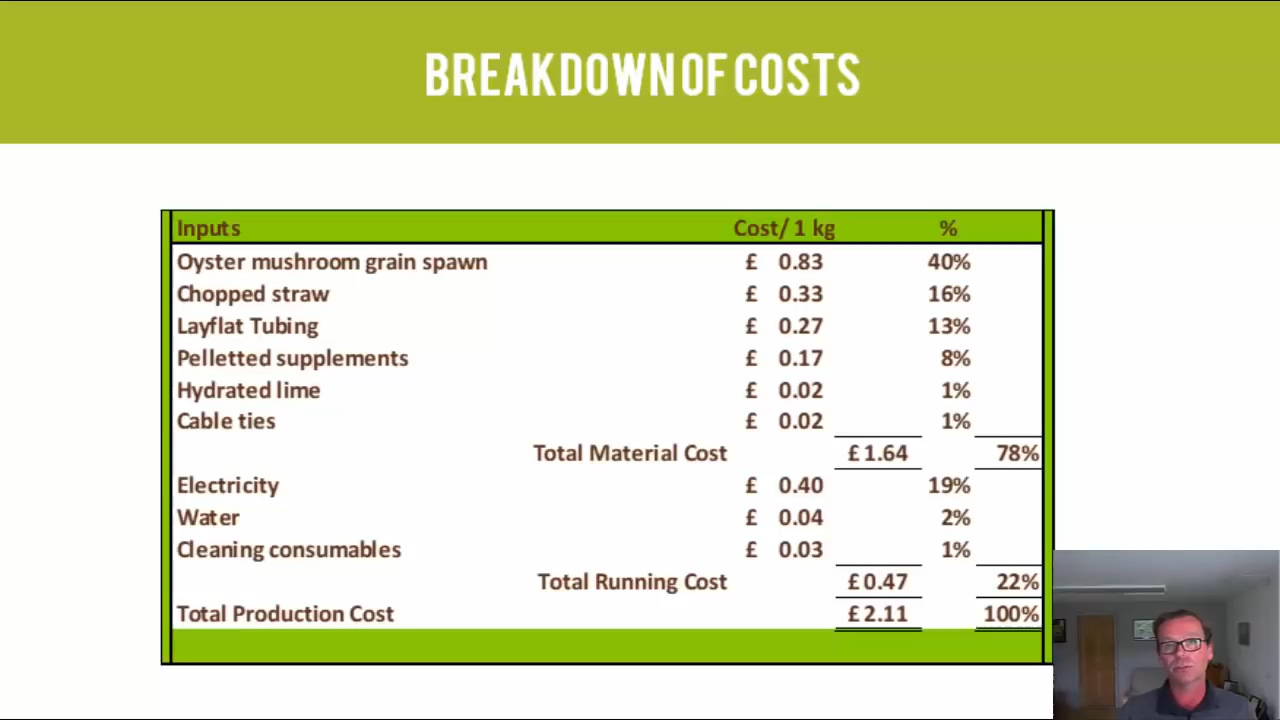 BREAKDOWN OF COSTS
Inputs Cost/ 1 kg %
Oyster mushroom grain spawn £ 0.83 40%
Chopped straw £ 0.33 16%
Layflat Tubing £ 0.27 13%
Pelletted supplements £ 0.17 8%
Hydrated lime £ 0.02 1%
Cable ties £ 0.02 1%
Total Material Cost £ 1.64 78%
Electricity £ 0.40 19%
Water £ 0.04 2%
Cleaning consumables £ 0.03 1%
Total Running Cost £ 0.47 22%
Total Production Cost £ 2.11 100%